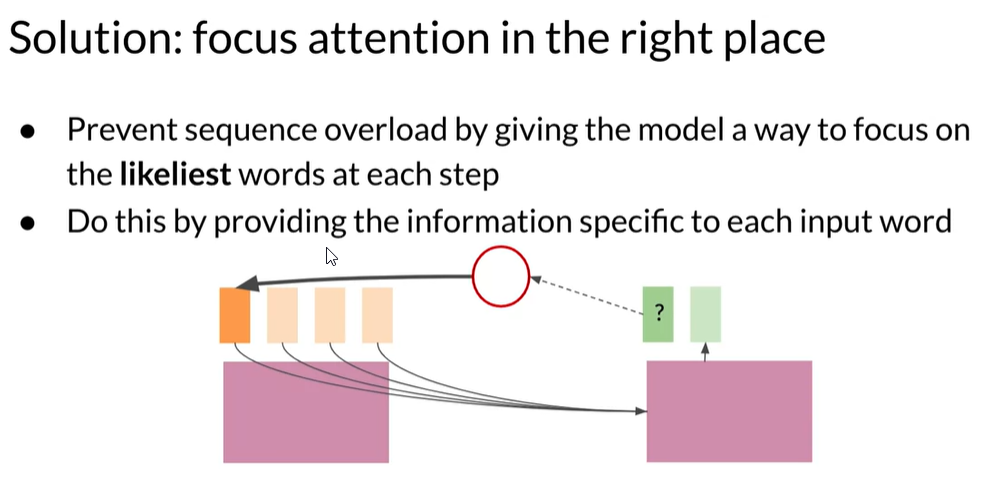 Solution: focus attention in the right place
● Prevent sequence overload by giving the model a way to focus on
the likeliest words at each step
● Do this by providing the information specific to each input word
?